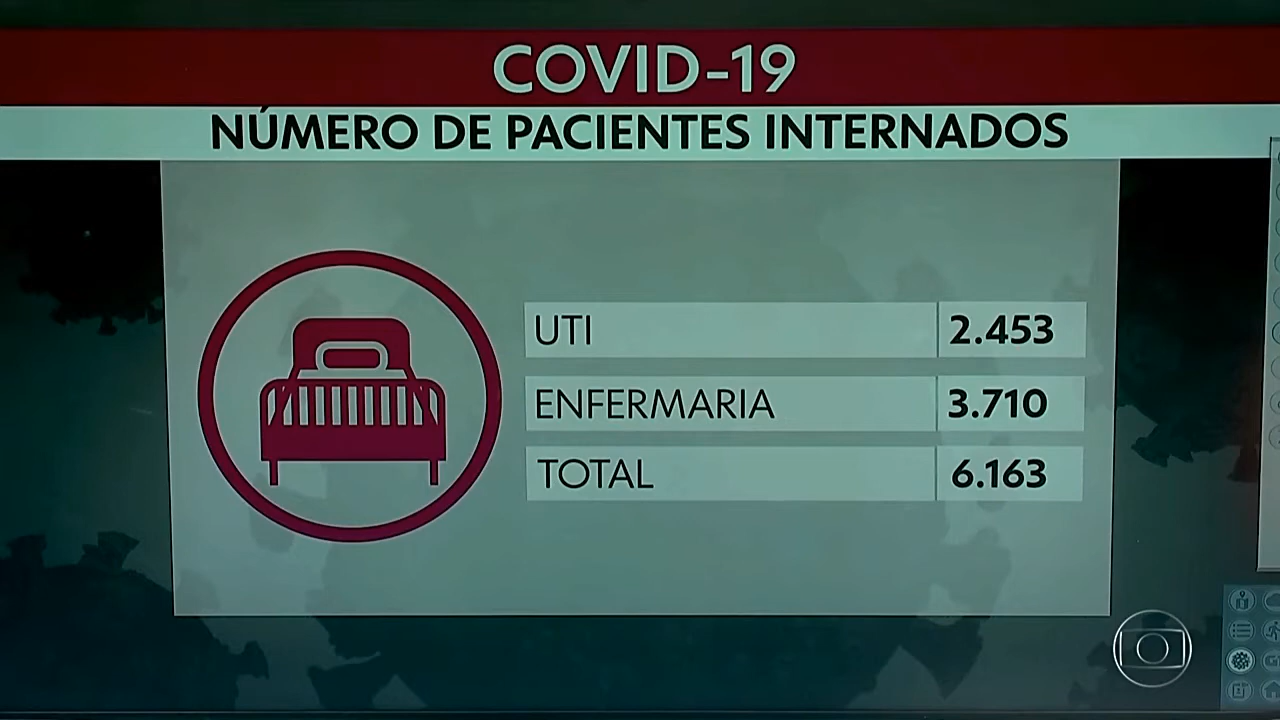 COVID-19
NÚMERO DE PACIENTES INTERNADOS
UTI 2.453
ENFERMARIA 3.710
TOTAL 6.163